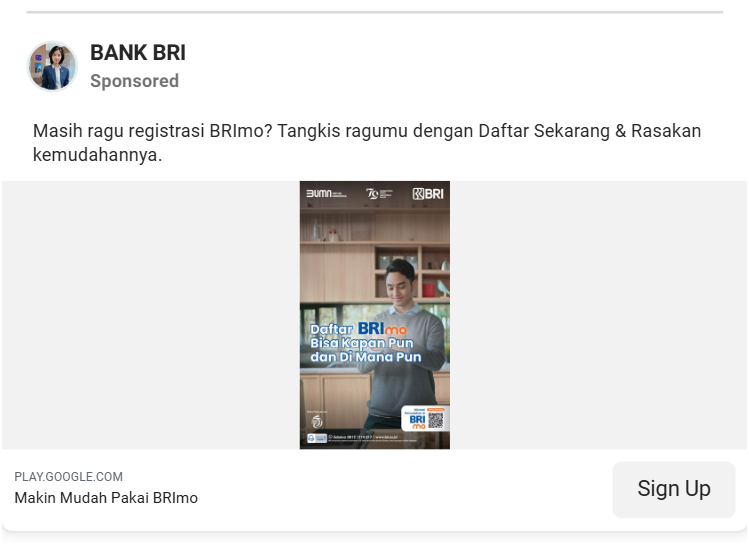 BANK BRI
Sponsored
Masih ragu registrasi BRImo? Tangkis ragumu dengan Daftar Sekarang & Rasakan
kemudahannya.
BUMN
BRI
Daftar BRImo
Bisa Kapan Pun
dan Di Mana Pun
BRI
mo
PLAY.GOOGLE.COM
Makin Mudah Pakai BRImo
Sign Up